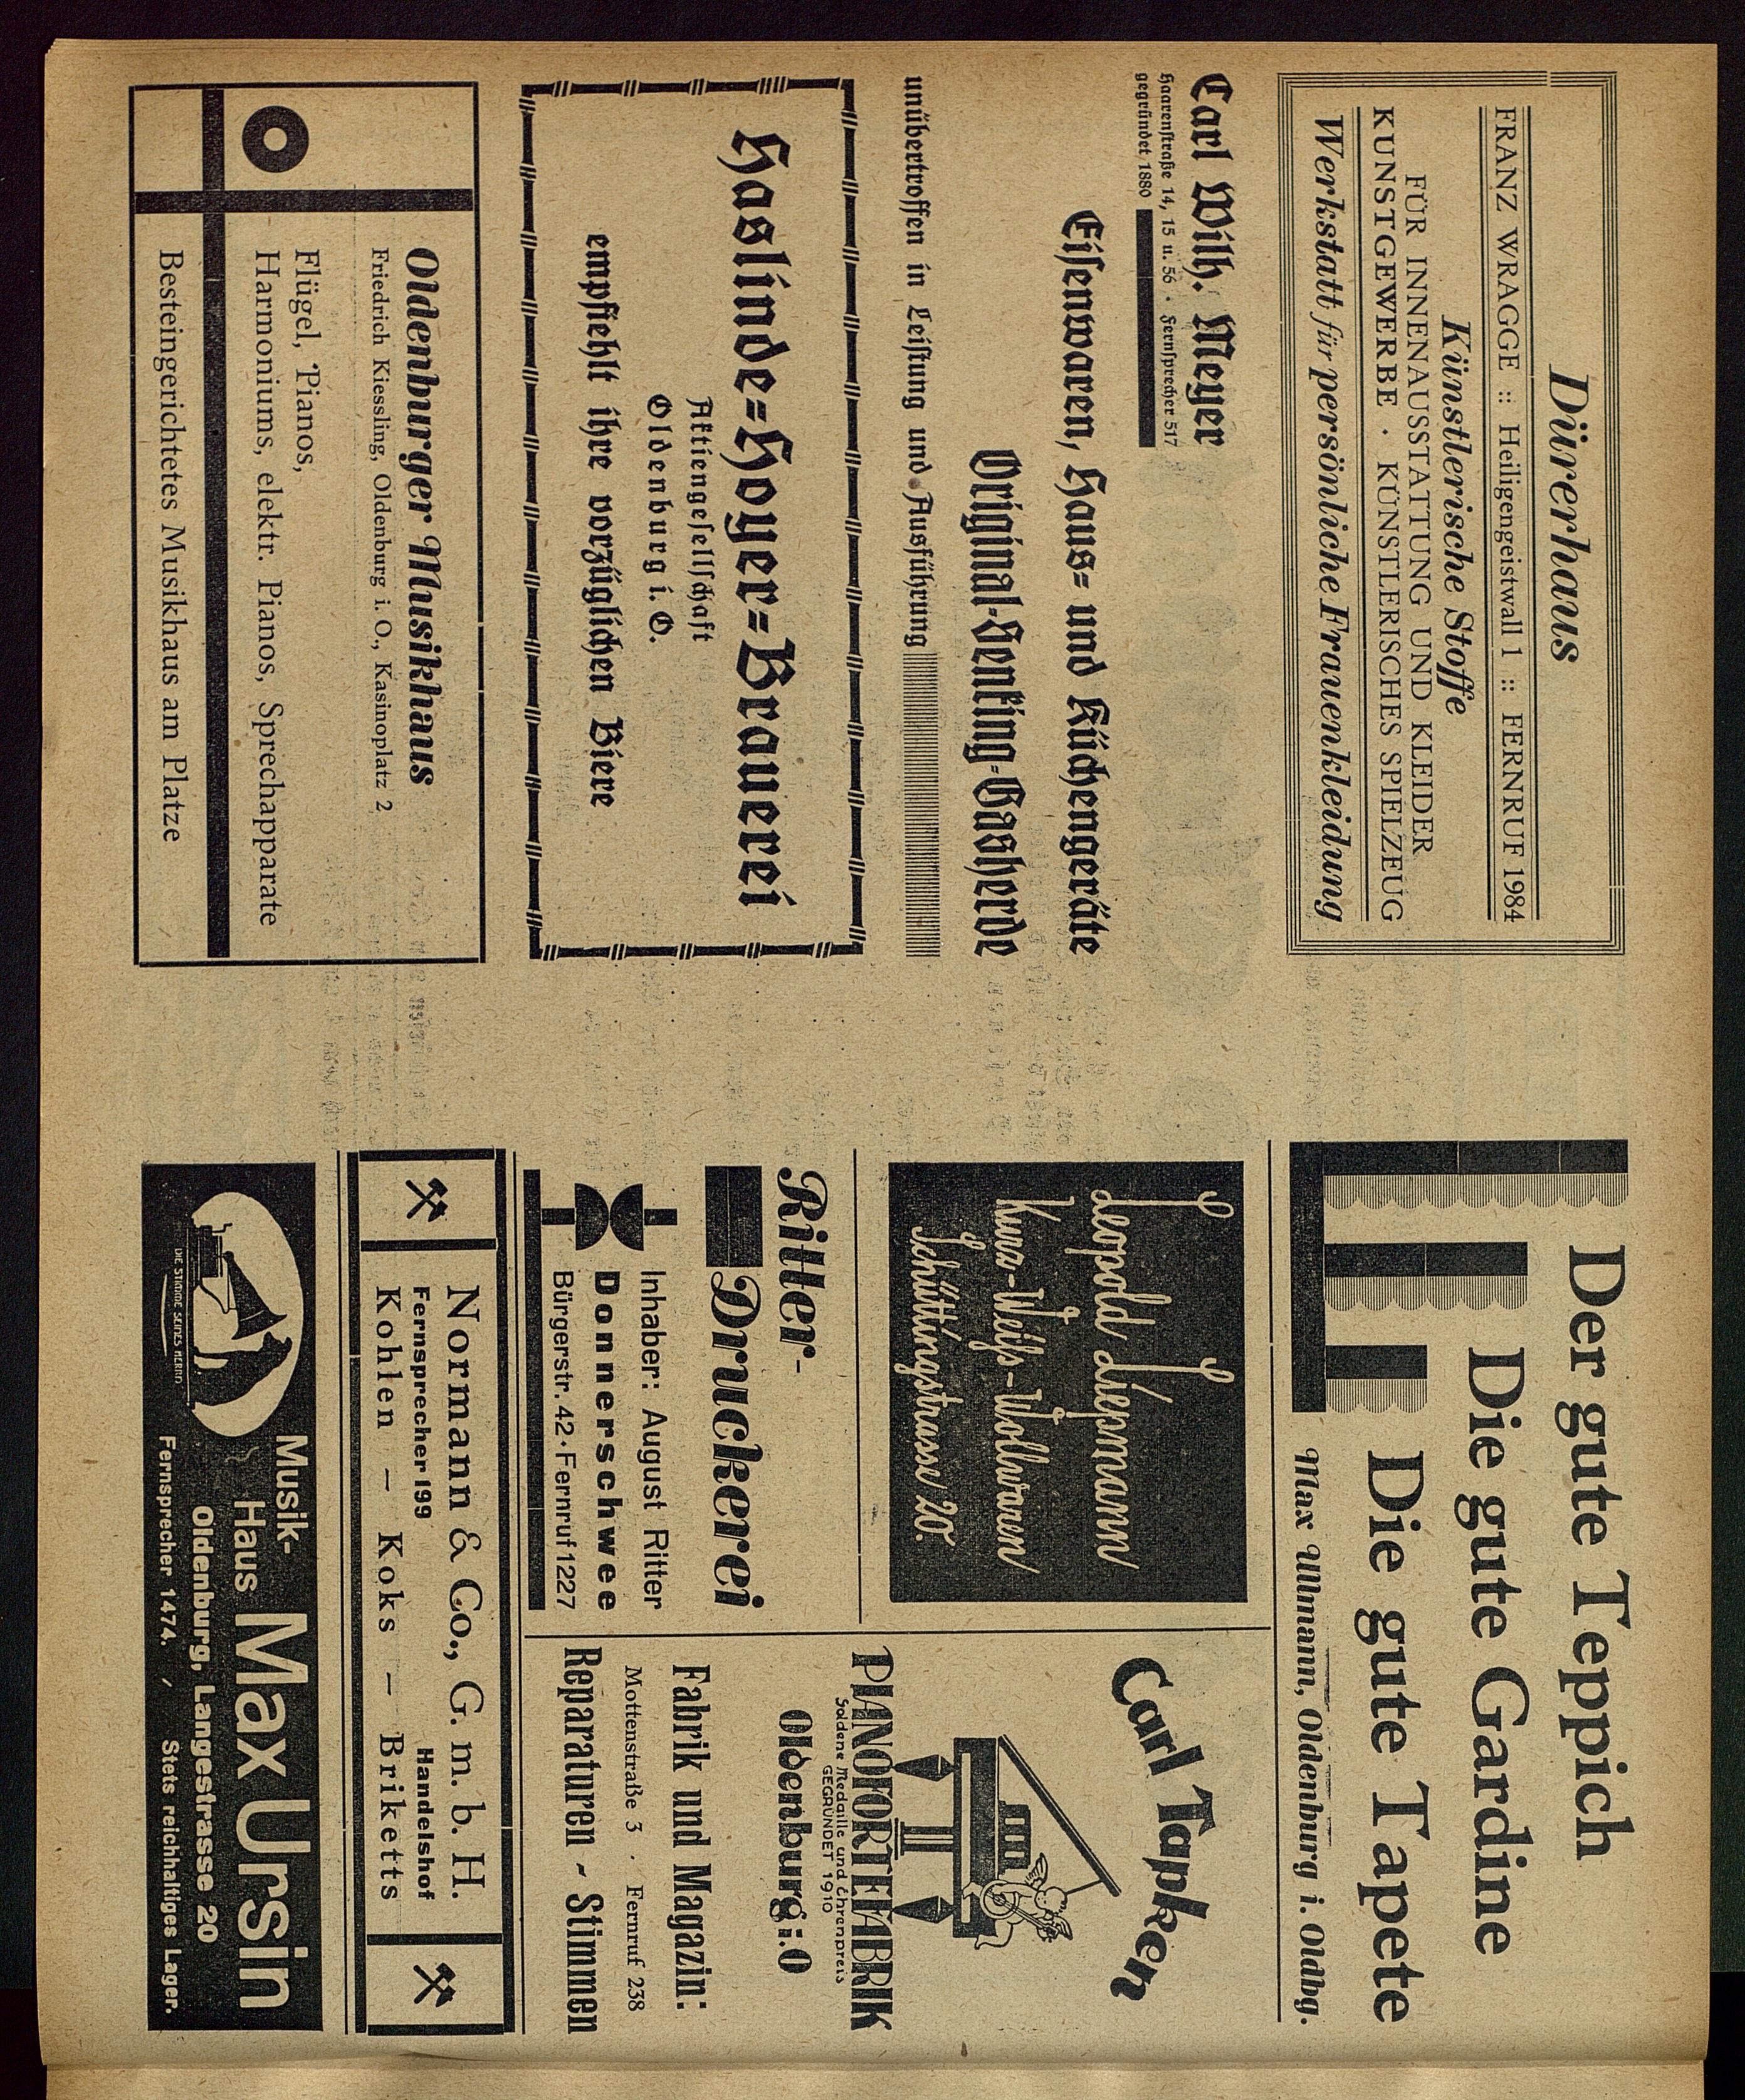 Dürerhaus
FRANZ WRAGGE :: Heiligengeistwall 1 :: FERNRUF 1984
Künstlerische Stoffe
FÜR INNENAUSSTATTUNG UND KLEIDER
KUNSTGEWERBE · KÜNSTLERISCHES SPIELZEUG
Werkstatt für persönliche Frauenkleidung
Carl Wilh. Meyer
Haarenstraße 14, 15 u. 56 · Fernsprecher 517
gegründet 1880
Eisenwaren, Haus= und Küchengeräte
Original=Senking=Gasherde
unübertroffen in Leistung und Ausführung
Haslinde=Hoyer=Brauerei
Aktiengesellschaft
Oldenburg i. O.
empfiehlt ihre vorzüglichen Biere
Oldenburger Musikhaus
Friedrich Kiessling, Oldenburg i. O., Kasinoplatz 2
Flügel, Pianos,
Harmoniums, elektr. Pianos, Sprechapparate
Besteingerichtetes Musikhaus am Platze
Der gute Teppich
Die gute Gardine
Die gute Tapete
Max Ullmann, Oldenburg i. Oldbg.
Leopold Liepmann
Kurz-Weiß-Wollwaren
Schüttingstrasse 20.
Ritter-
Druckerei
Inhaber: August Ritter
Donnerschwee
Bürgerstr. 42 · Fernruf 1227
Carl Tapken
PIANOFORTEFABRIK
Goldene Medaille und Ehrenpreis
GEGRÜNDET 1910
Oldenburg i. O
Fabrik und Magazin:
Mottenstraße 3 · Fernruf 238
Reparaturen - Stimmen
Normann & Co., G. m. b. H.
Fernsprecher 199 Handelshof
Kohlen — Koks — Briketts
DIE STIMME SEINES HERRN
Musik-
Haus Max Ursin
Oldenburg, Langestrasse 20
Fernsprecher 1474. / Stets reichhaltiges Lager.